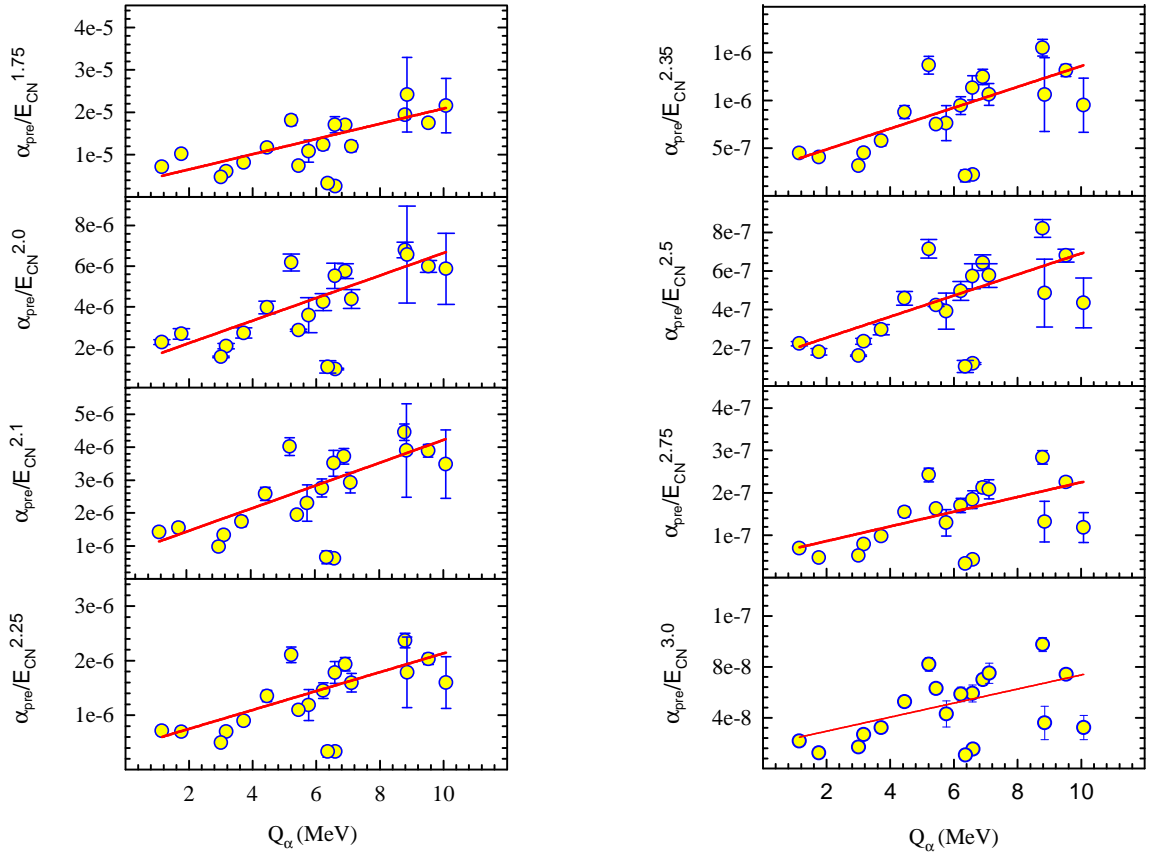 4e-5
3e-5
2e-5
1e-5
α_pre/E_CN^1.75
8e-6
6e-6
4e-6
2e-6
α_pre/E_CN^2.0
5e-6
4e-6
3e-6
2e-6
1e-6
α_pre/E_CN^2.1
3e-6
2e-6
1e-6
α_pre/E_CN^2.25
2 4 6 8 10
Q_α (MeV)
1e-6
1e-6
5e-7
α_pre/E_CN^2.35
8e-7
6e-7
4e-7
2e-7
α_pre/E_CN^2.5
4e-7
3e-7
2e-7
1e-7
α_pre/E_CN^2.75
1e-7
8e-8
4e-8
α_pre/E_CN^3.0
2 4 6 8 10
Q_α (MeV)